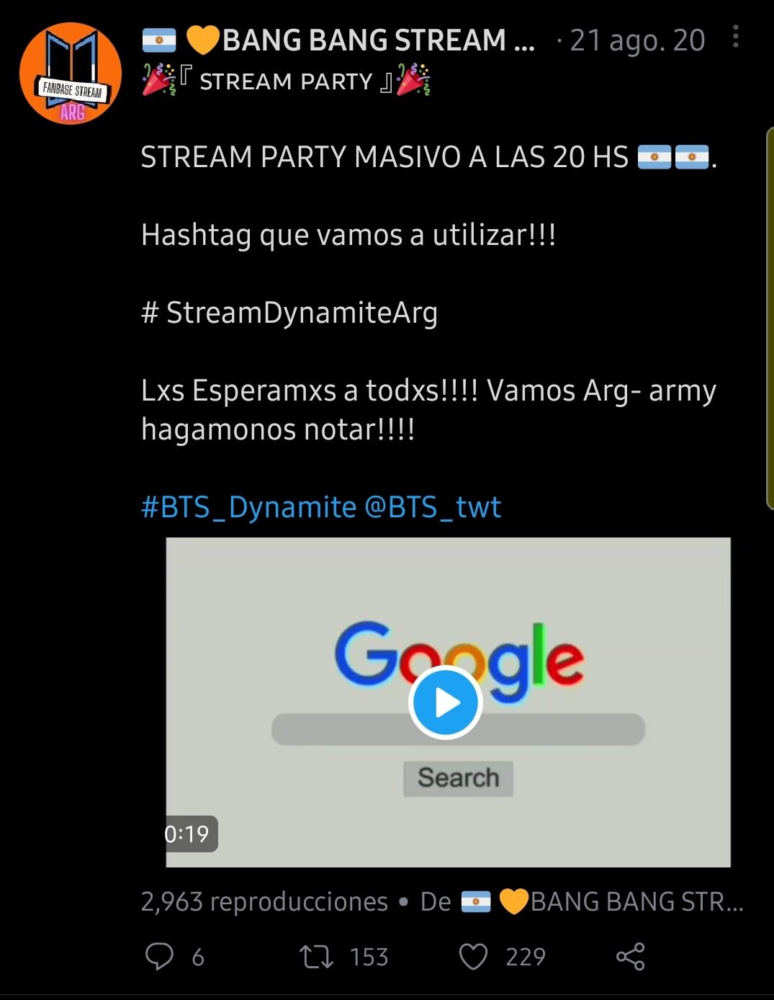 🇦🇷 🧡BANG BANG STREAM ... · 21 ago. 20
🎉『 ꜱᴛʀᴇᴀᴍ ᴘᴀʀᴛʏ 』🎉
FANBASE STREAM
ARG
STREAM PARTY MASIVO A LAS 20 HS 🇦🇷🇦🇷.
Hashtag que vamos a utilizar!!!
# StreamDynamiteArg
Lxs Esperamxs a todxs!!!! Vamos Arg- army
hagamonos notar!!!!
#BTS_Dynamite @BTS_twt
Google
Search
0:19
2,963 reproducciones • De 🇦🇷 🧡BANG BANG STR...
6 153 229